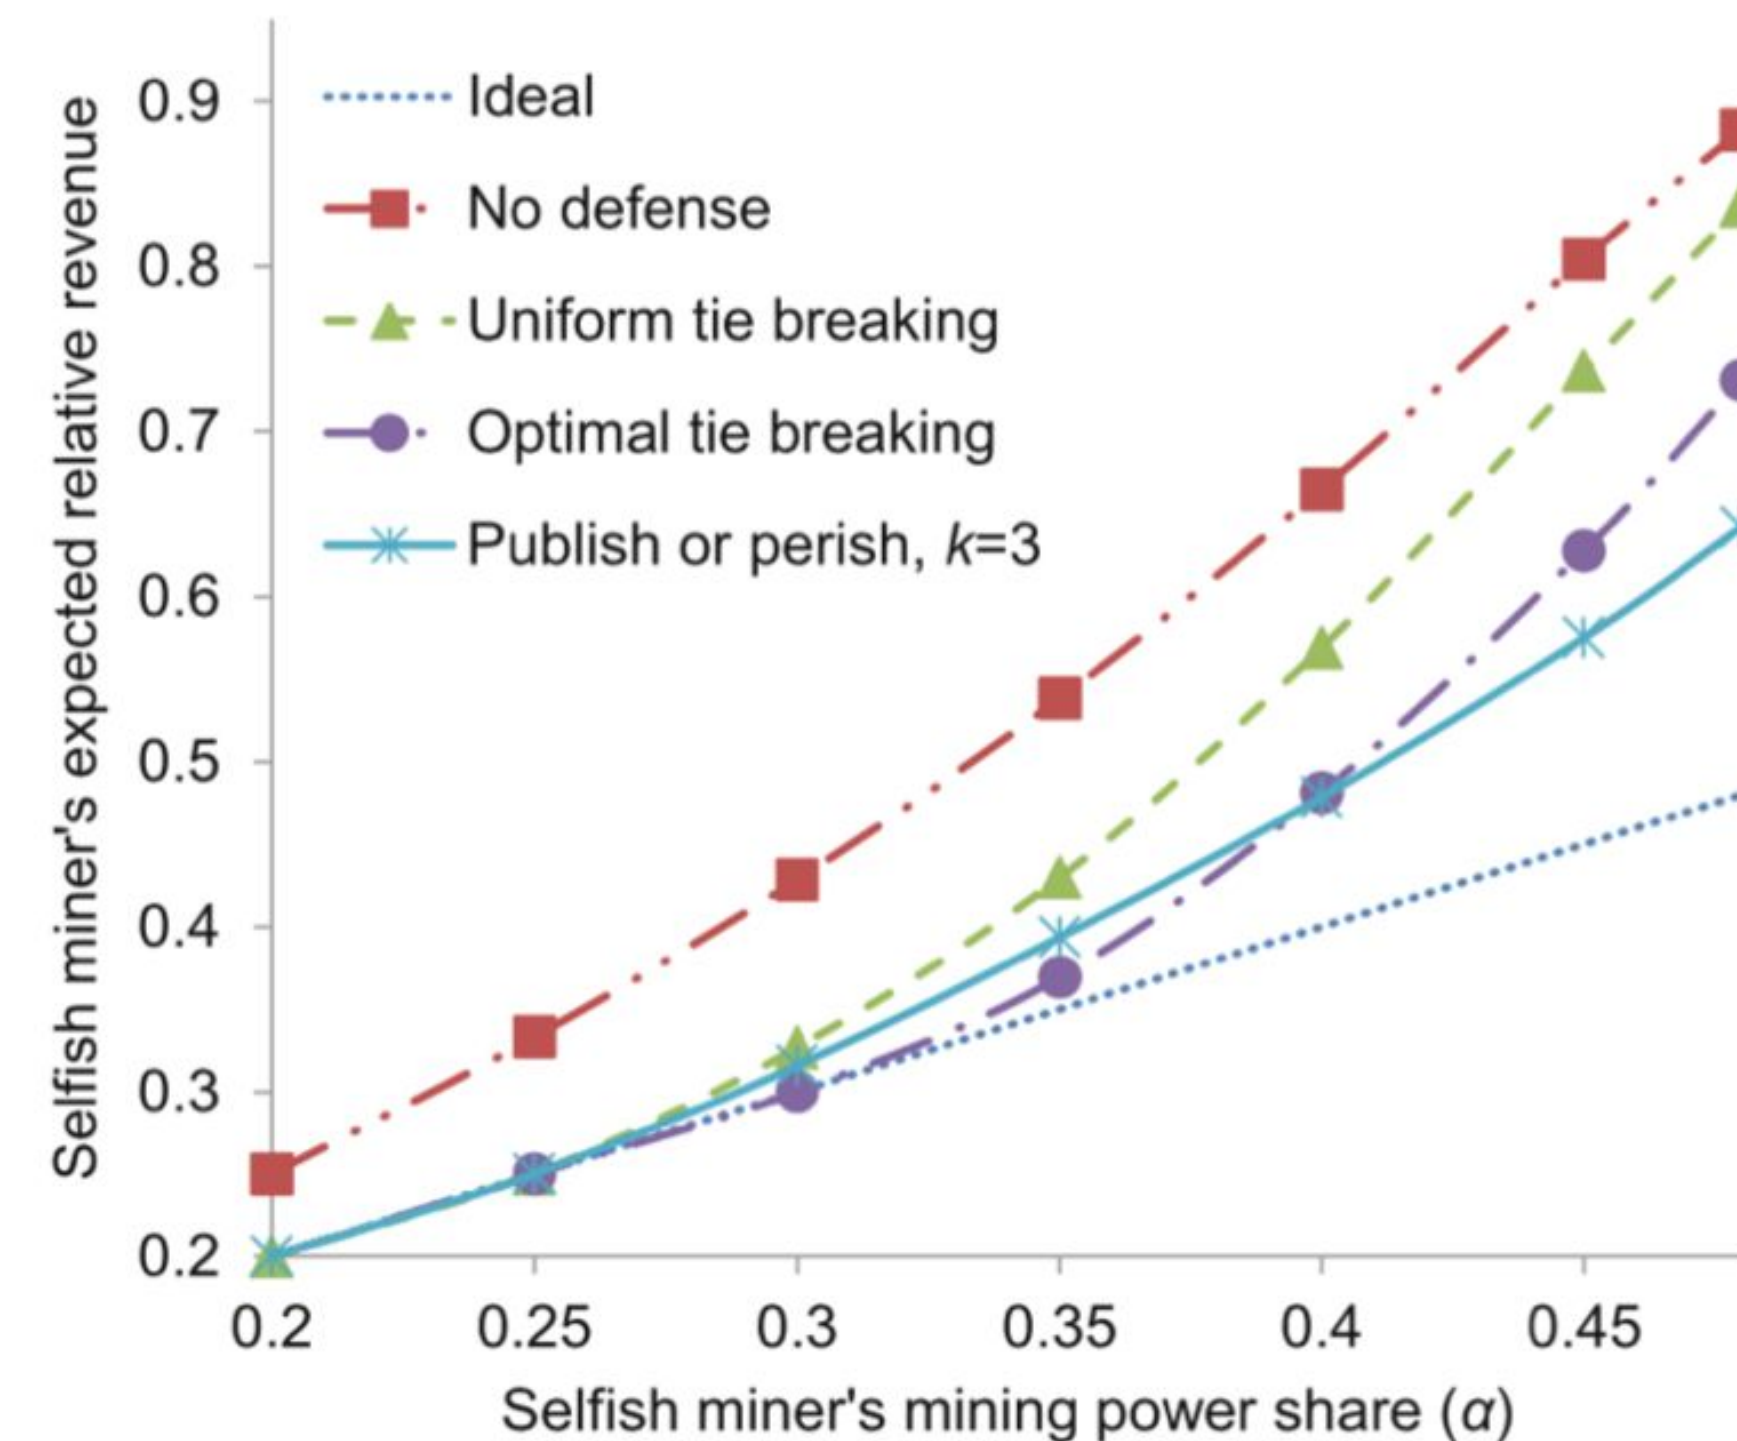 Selfish miner's expected relative revenue
0.9
0.8
0.7
0.6
0.5
0.4
0.3
0.2
Ideal
No defense
Uniform tie breaking
Optimal tie breaking
Publish or perish, k=3
0.2 0.25 0.3 0.35 0.4 0.45
Selfish miner's mining power share (α)